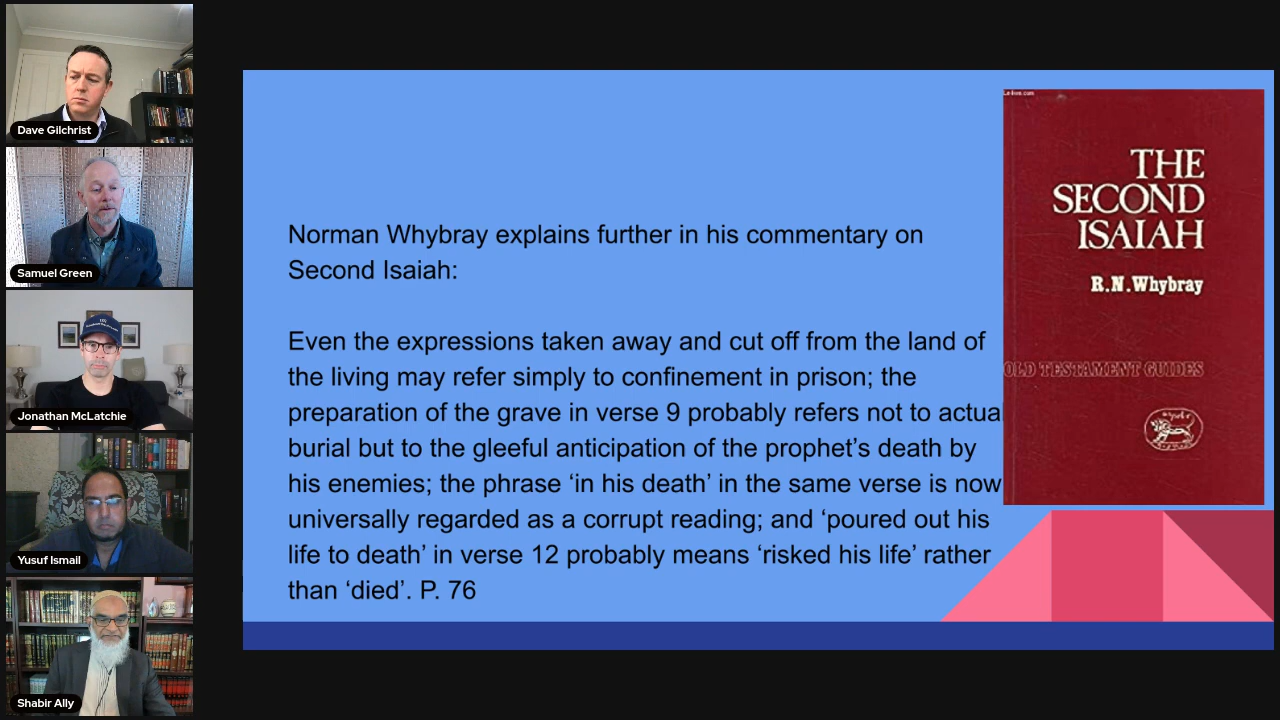 Dave Gilchrist
Samuel Green
Jonathan McLatchie
Yusuf Ismail
Shabir Ally
Norman Whybray explains further in his commentary on
Second Isaiah:
Even the expressions taken away and cut off from the land of
the living may refer simply to confinement in prison; the
preparation of the grave in verse 9 probably refers not to actual
burial but to the gleeful anticipation of the prophet’s death by
his enemies; the phrase ‘in his death’ in the same verse is now
universally regarded as a corrupt reading; and ‘poured out his
life to death’ in verse 12 probably means ‘risked his life’ rather
than ‘died’. P. 76
THE
SECOND
ISAIAH
R.N.Whybray
OLD TESTAMENT GUIDES